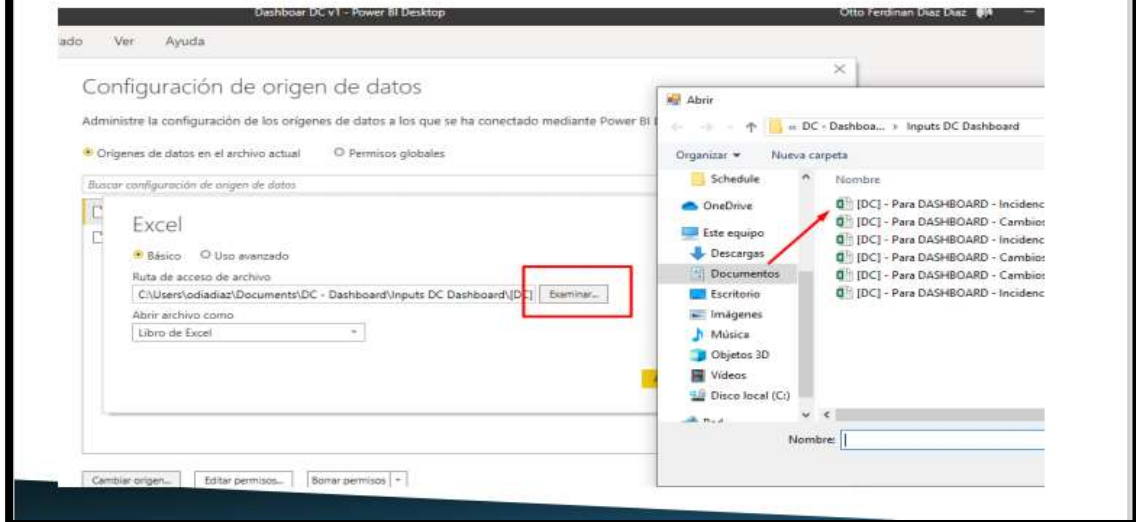 Dashboar DC v1 - Power BI Desktop
Otto Ferdinan Diaz Diaz
ado Ver Ayuda
Configuración de origen de datos
Administre la configuración de los orígenes de datos a los que se ha conectado mediante Power BI
Orígenes de datos en el archivo actual Permisos globales
Buscar configuración de origen de datos
Excel
Básico Uso avanzado
Ruta de acceso de archivo
C:\Users\odiadiaz\Documents\DC - Dashboard\Inputs DC Dashboard\[DC] Examinar...
Abrir archivo como
Libro de Excel
Cambiar origen... Editar permisos... Borrar permisos
Abrir
« DC - Dashboa... > Inputs DC Dashboard
Organizar Nueva carpeta
Schedule
OneDrive
Este equipo
Descargas
Documentos
Escritorio
Imágenes
Música
Objetos 3D
Vídeos
Disco local (C:)
Nombre
[DC] - Para DASHBOARD - Incidenc
[DC] - Para DASHBOARD - Cambios
[DC] - Para DASHBOARD - Incidenc
[DC] - Para DASHBOARD - Cambios
[DC] - Para DASHBOARD - Cambios
[DC] - Para DASHBOARD - Incidenc
Nombre: